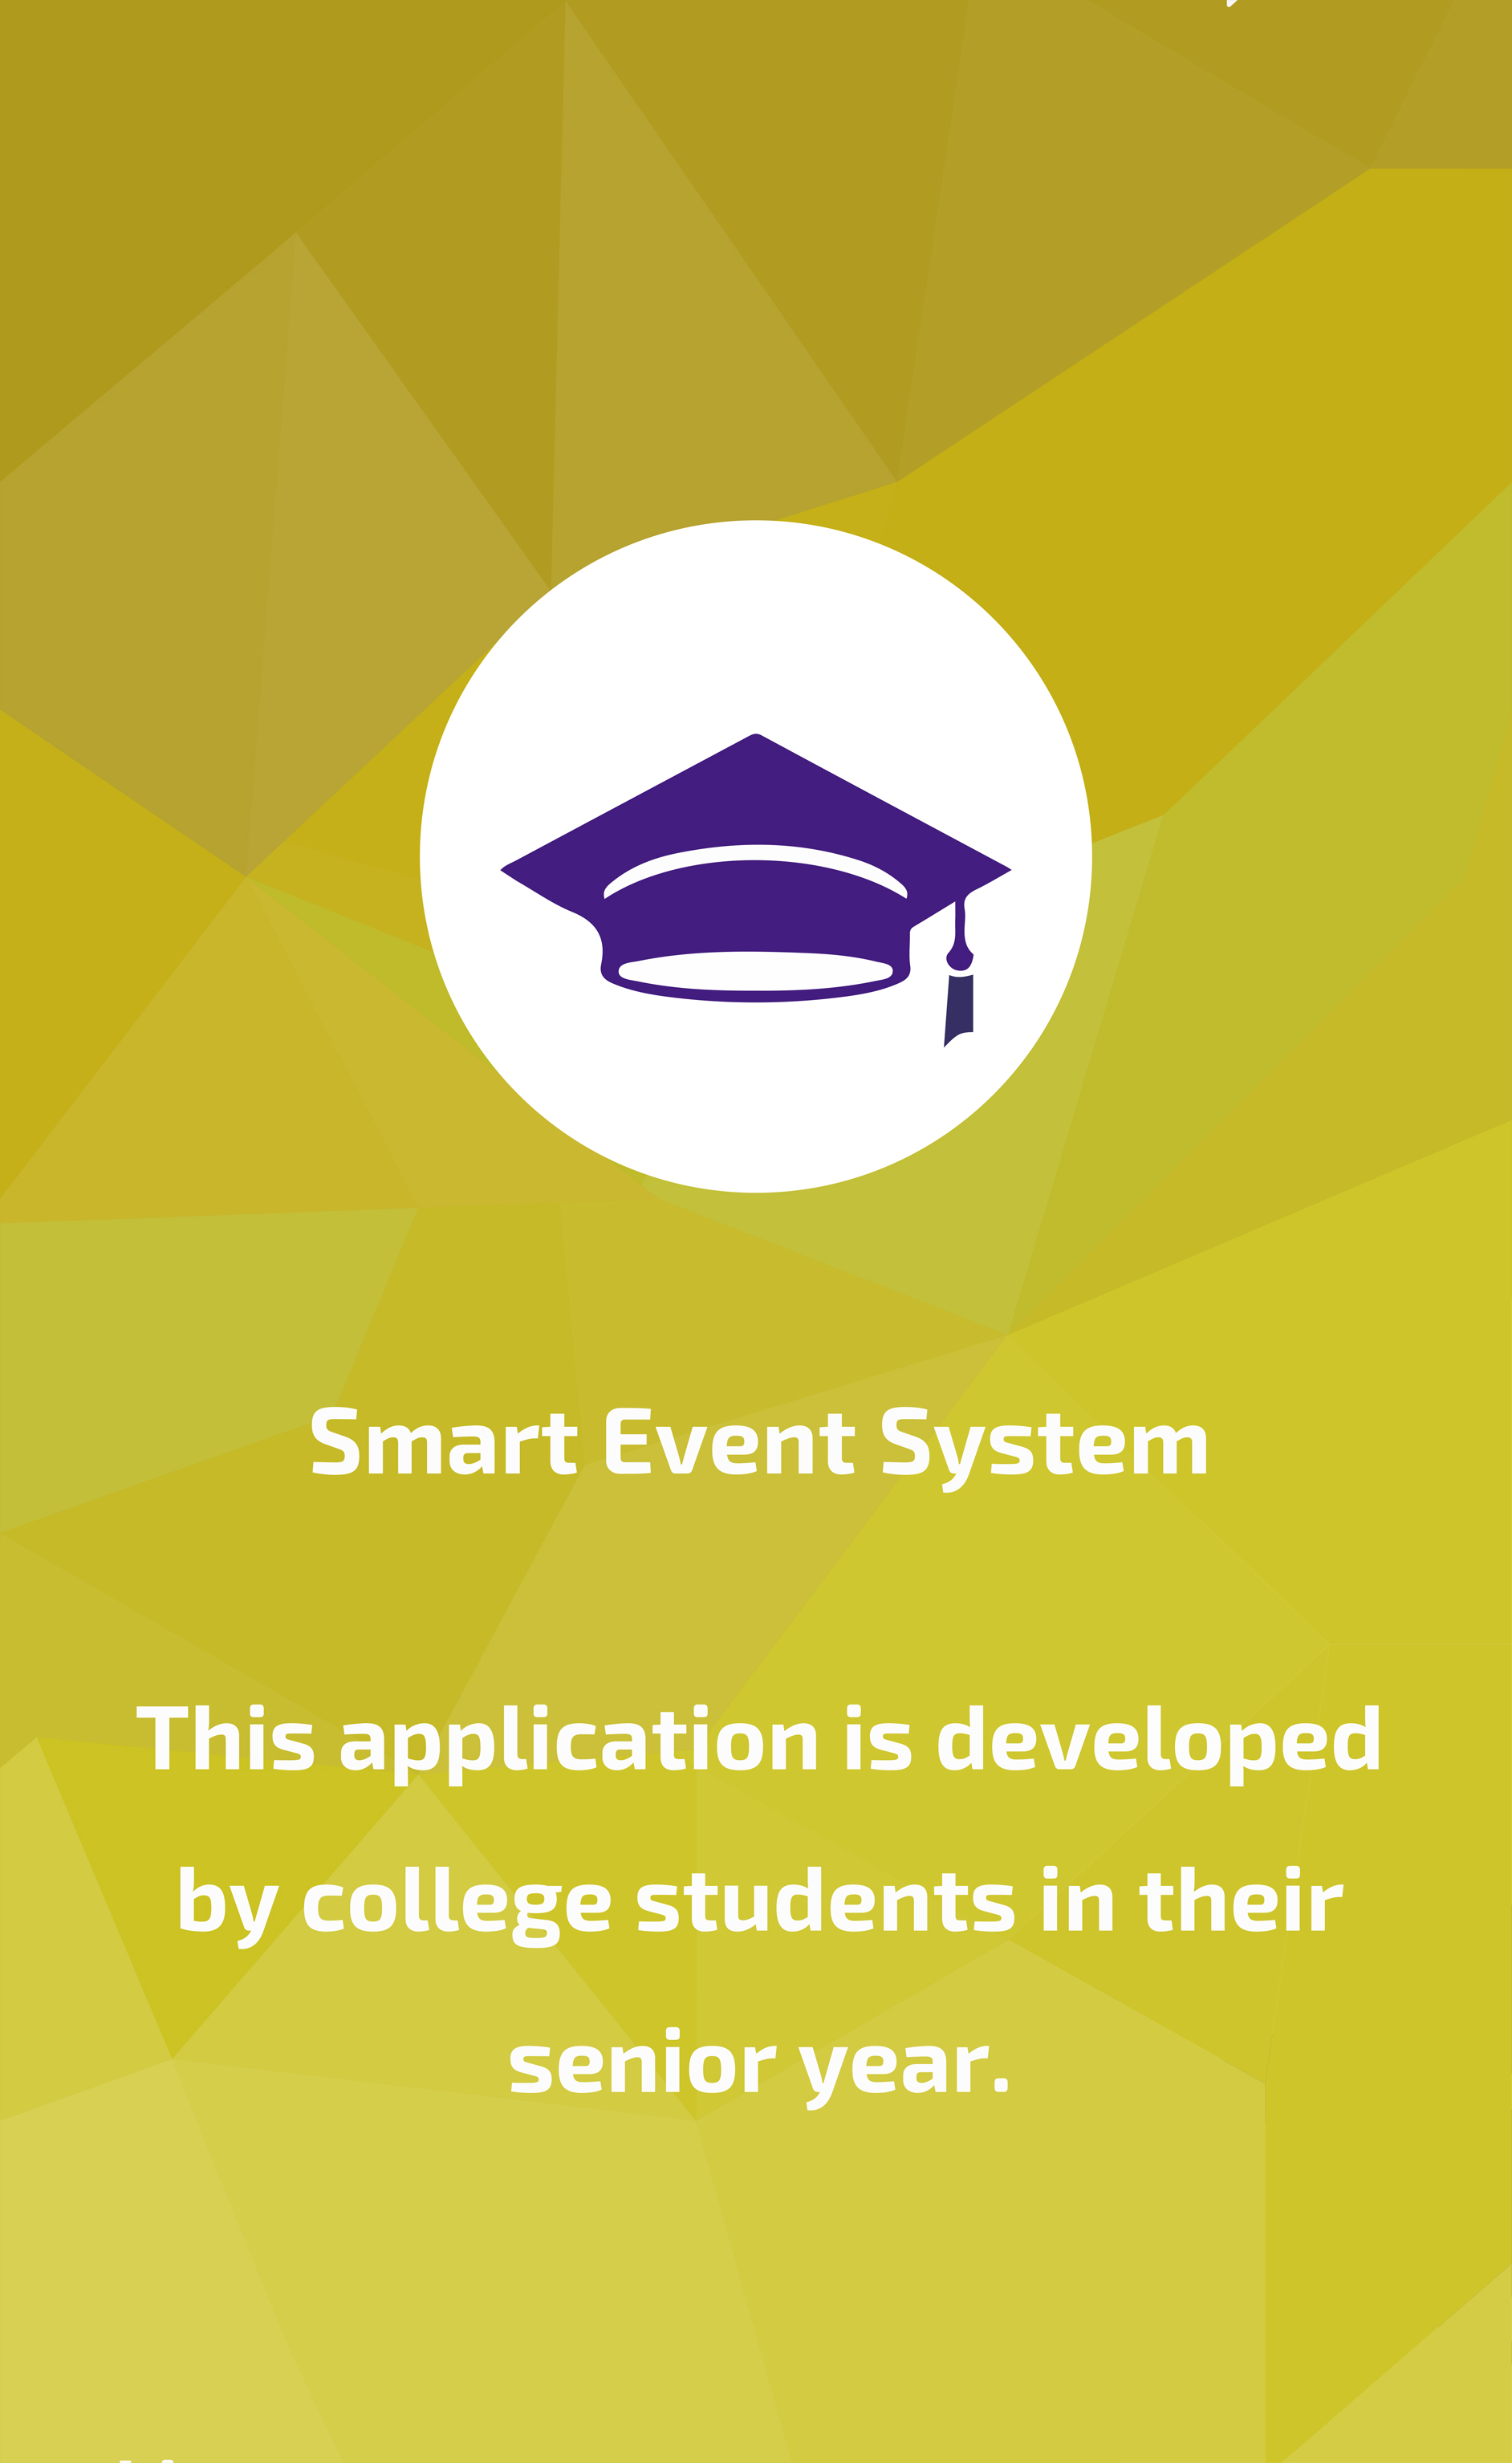 Smart Event System
This application is developed
by college students in their
senior year.